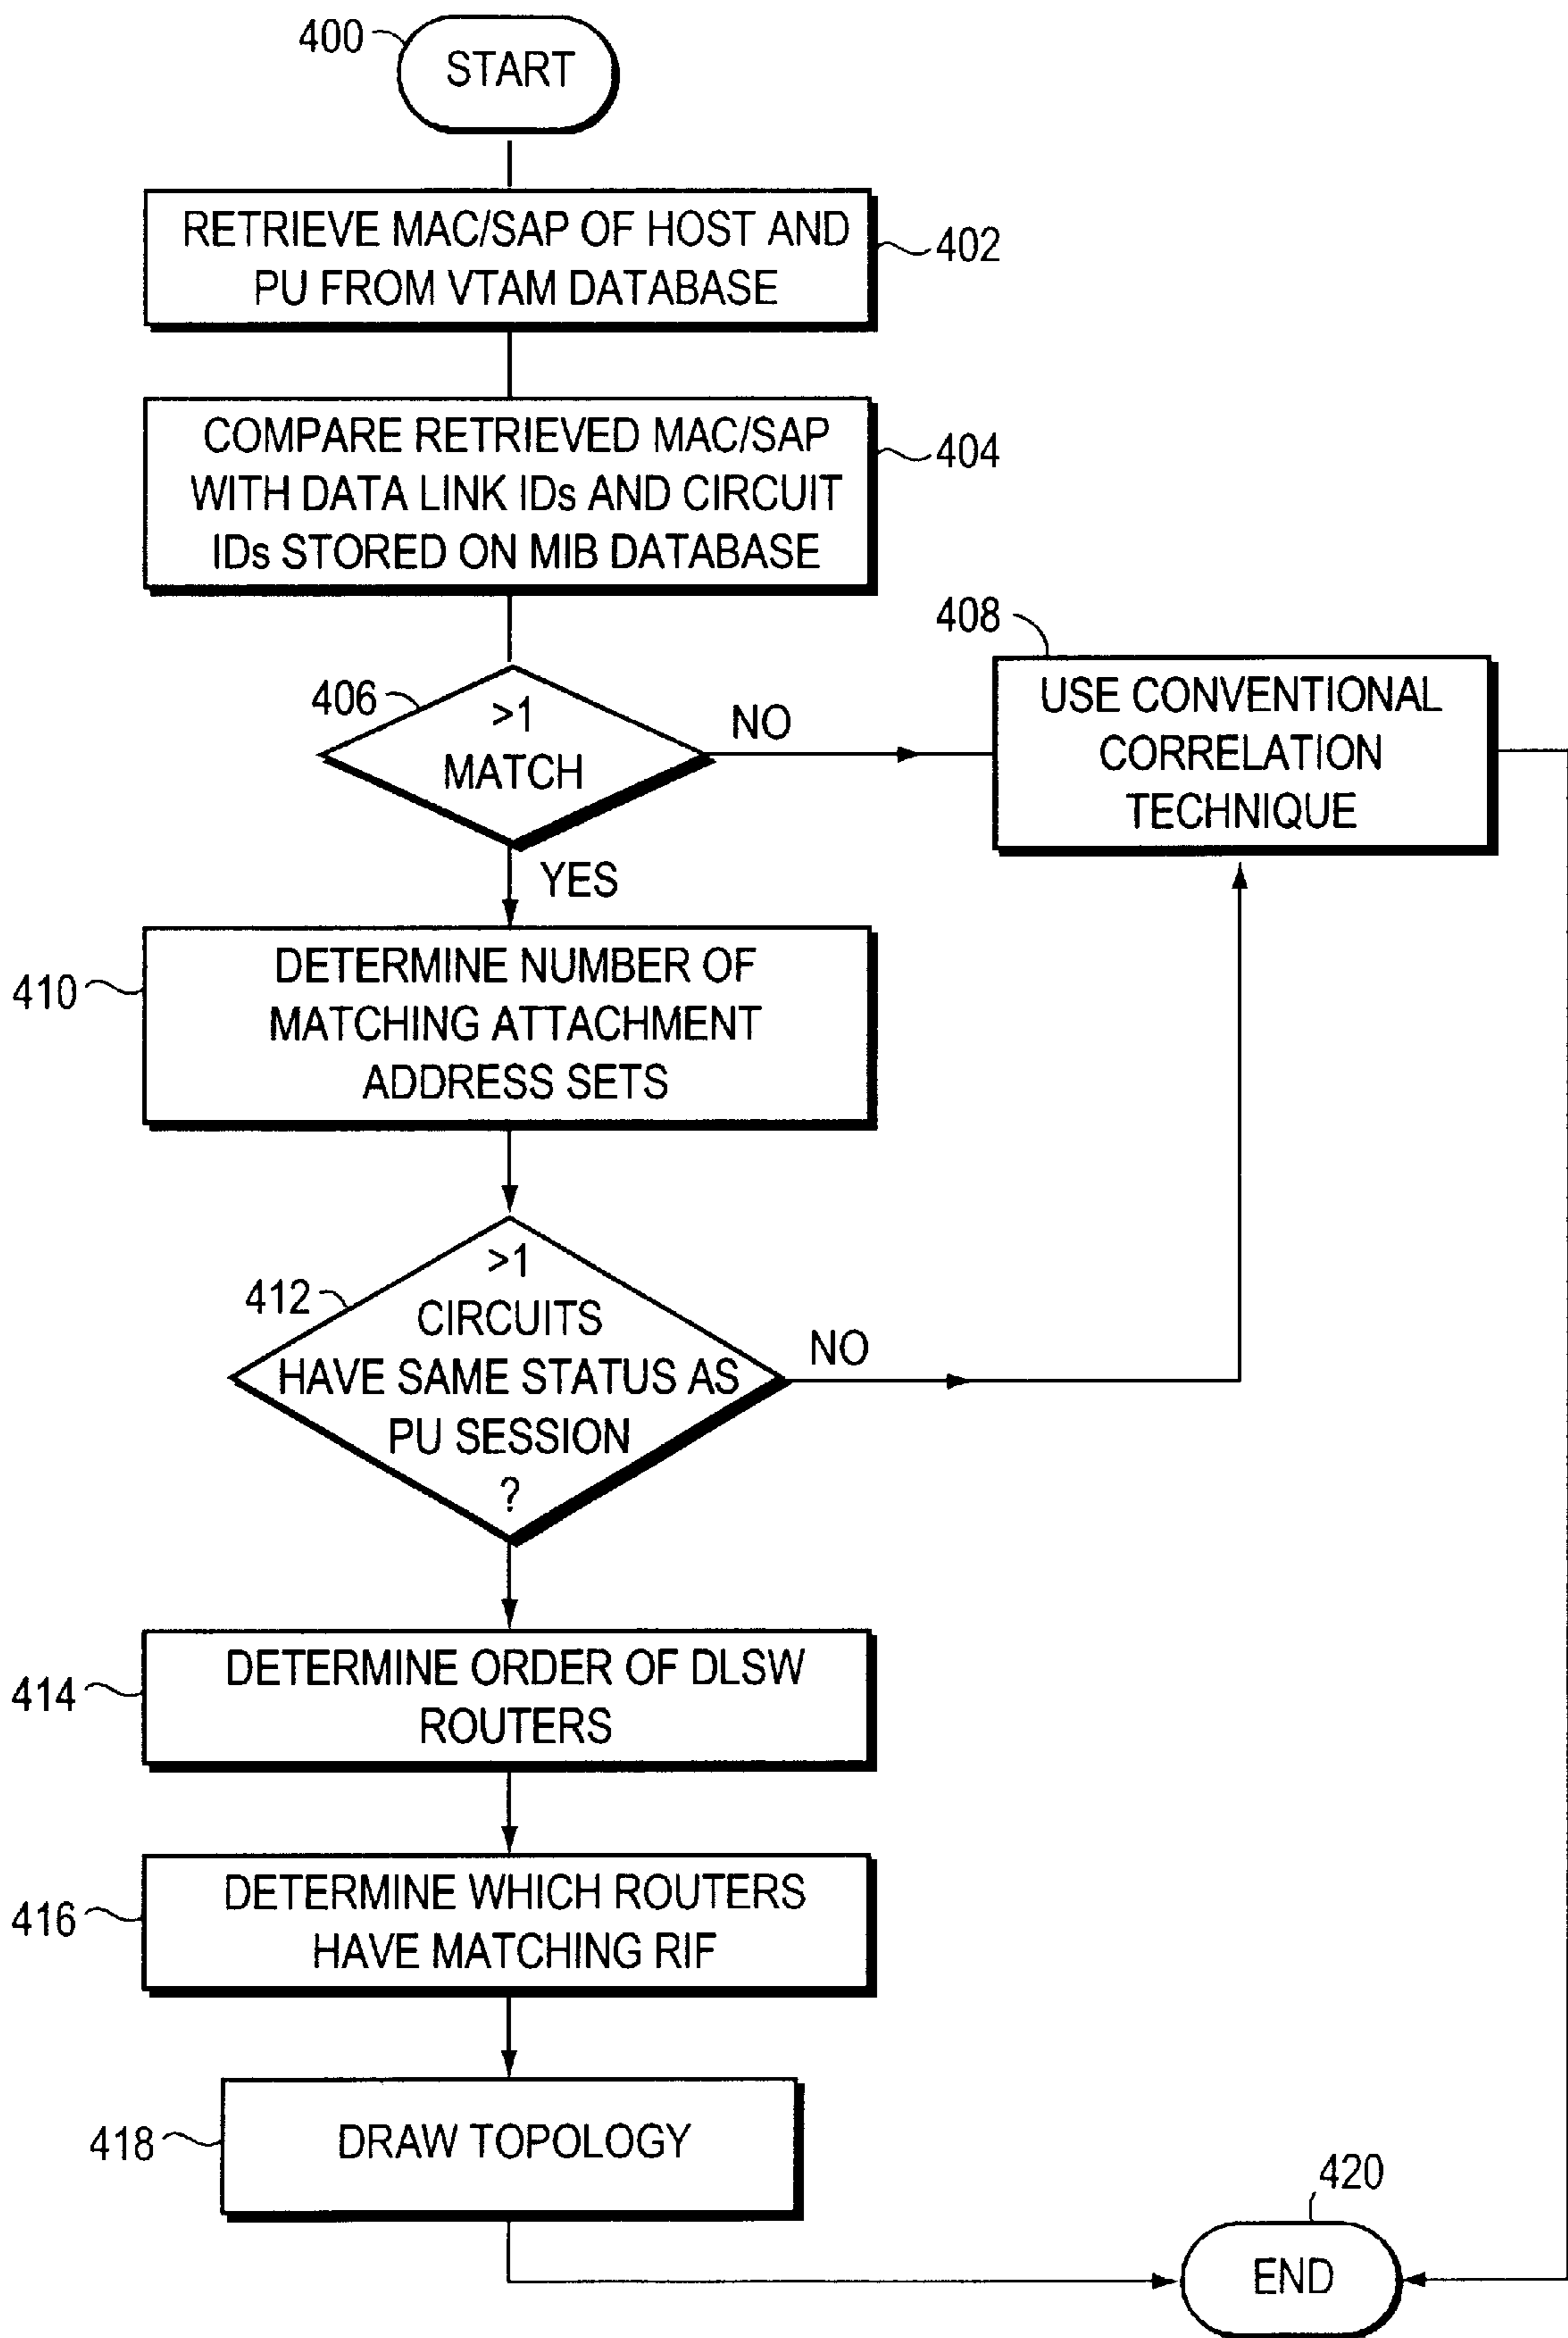 400
START
RETRIEVE MAC/SAP OF HOST AND
PU FROM VTAM DATABASE
402
COMPARE RETRIEVED MAC/SAP
WITH DATA LINK IDs AND CIRCUIT
IDs STORED ON MIB DATABASE
404
406
>1
MATCH
NO
408
USE CONVENTIONAL
CORRELATION
TECHNIQUE
YES
410
DETERMINE NUMBER OF
MATCHING ATTACHMENT
ADDRESS SETS
412
>1
CIRCUITS
HAVE SAME STATUS AS
PU SESSION
?
NO
414
DETERMINE ORDER OF DLSW
ROUTERS
416
DETERMINE WHICH ROUTERS
HAVE MATCHING RIF
418
DRAW TOPOLOGY
420
END